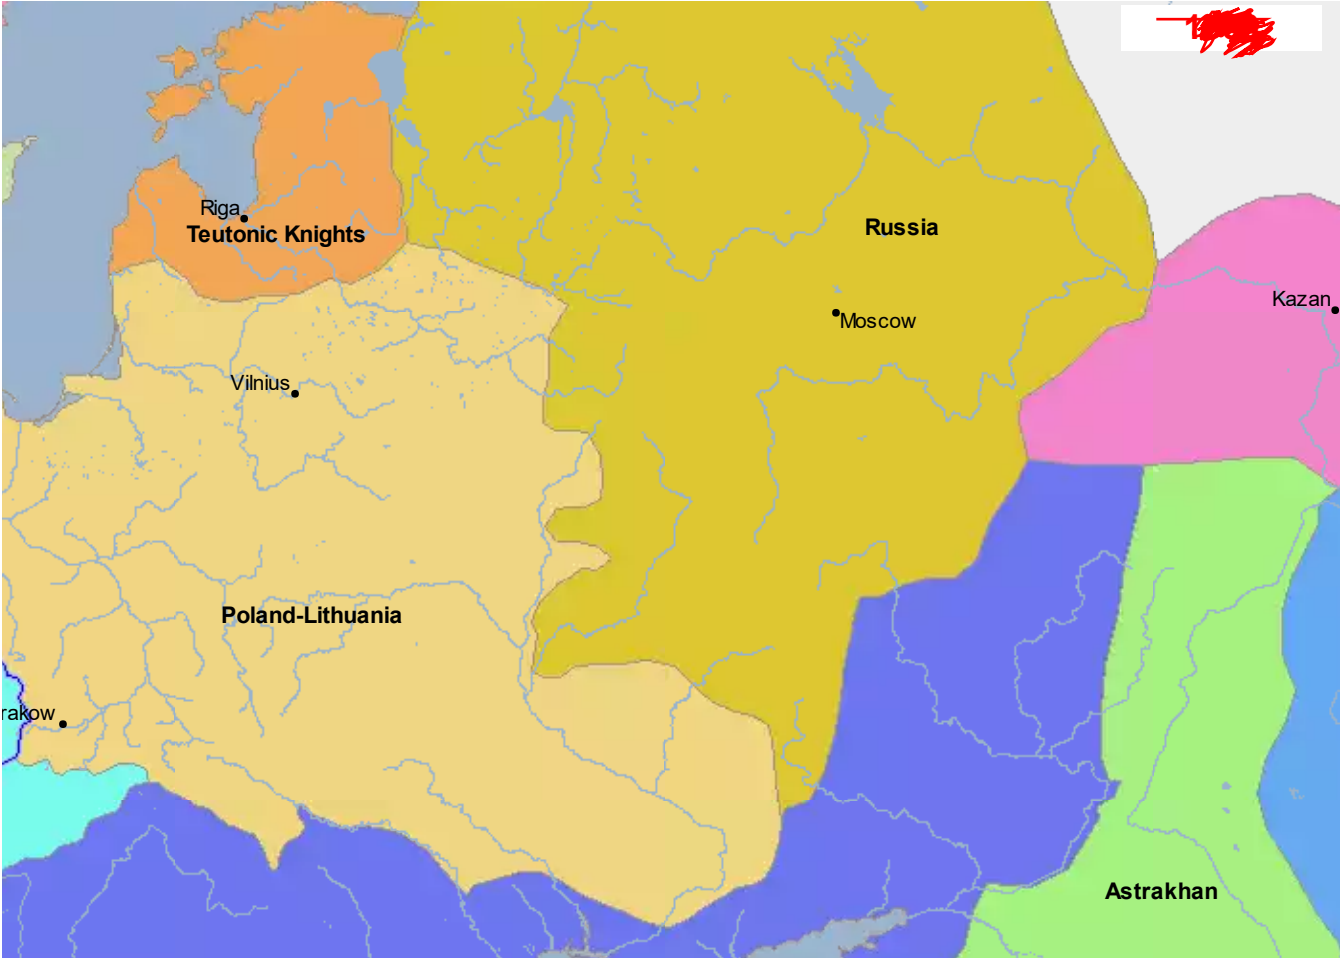 Riga
Teutonic Knights
Russia
Kazan
Moscow
Vilnius
Poland-Lithuania
rakow
Astrakhan